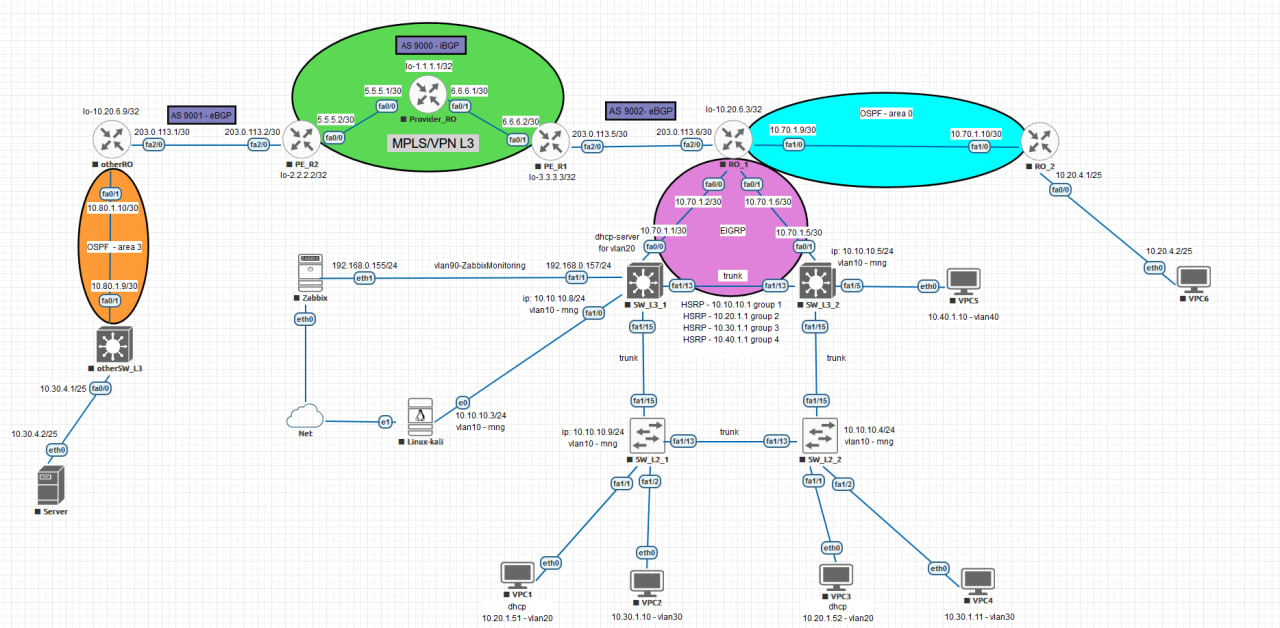 AS 9000 - iBGP
lo-1.1.1.1/32
5.5.5.1/30
6.6.6.1/30
fa0/0
fa0/1
Provider_RO
5.5.5.2/30
6.6.6.2/30
fa0/0
fa0/1
MPLS/VPN L3
lo-10.20.6.9/32
AS 9001 - eBGP
203.0.113.1/30
203.0.113.2/30
fa2/0
fa2/0
otherRO
PE_R2
lo-2.2.2.2/32
AS 9002- eBGP
203.0.113.5/30
203.0.113.6/30
fa2/0
fa2/0
PE_R1
lo-3.3.3.3/32
lo-10.20.6.3/32
RO_1
OSPF - area 0
10.70.1.9/30
10.70.1.10/30
fa1/0
fa1/0
RO_2
10.20.4.1/25
fa0/0
10.20.4.2/25
eth0
VPC6
fa0/1
10.80.1.10/30
OSPF - area 3
10.80.1.9/30
fa0/1
otherSW_L3
10.30.4.1/25
fa0/0
10.30.4.2/25
eth0
Server
fa0/0
fa0/1
10.70.1.2/30
10.70.1.6/30
EIGRP
10.70.1.1/30
10.70.1.5/30
dhcp-server
for vlan20
fa0/0
fa0/1
ip: 10.10.10.5/24
vlan10 - mng
ZABBIX
192.168.0.155/24
vlan90-ZabbixMonitoring
192.168.0.157/24
eth1
fa1/1
Zabbix
eth0
trunk
fa1/13
fa1/13
SW_L3_1
SW_L3_2
fa1/5
eth0
VPC5
10.40.1.10 - vlan40
ip: 10.10.10.8/24
vlan10 - mng
fa1/0
HSRP - 10.10.10.1 group 1
HSRP - 10.20.1.1 group 2
HSRP - 10.30.1.1 group 3
HSRP - 10.40.1.1 group 4
fa1/15
fa1/15
trunk
trunk
fa1/15
fa1/15
Net
e1
e0
10.10.10.3/24
vlan10 - mng
Linux-kali
ip: 10.10.10.9/24
vlan10 - mng
trunk
fa1/13
fa1/13
10.10.10.4/24
vlan10 - mng
SW_L2_1
SW_L2_2
fa1/1
fa1/2
fa1/1
fa1/2
eth0
eth0
eth0
eth0
VPC1
dhcp
10.20.1.51 - vlan20
VPC2
10.30.1.10 - vlan30
VPC3
dhcp
10.20.1.52 - vlan20
VPC4
10.30.1.11 - vlan30